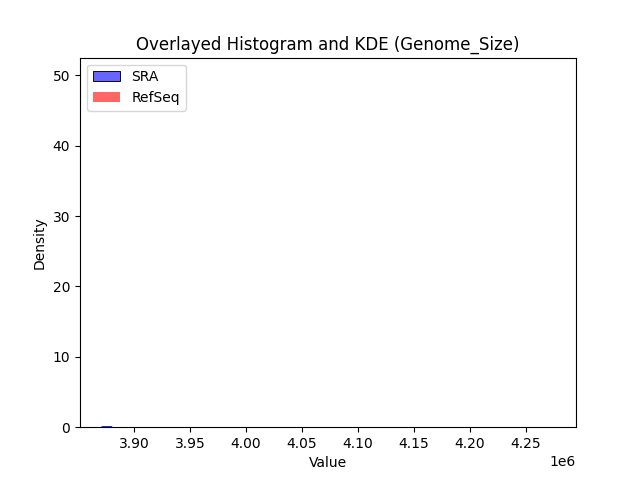 Overlayed Histogram and KDE (Genome_Size)
SRA
RefSeq
50
40
30
20
10
0
Density
3.90 3.95 4.00 4.05 4.10 4.15 4.20 4.25
Value
1e6